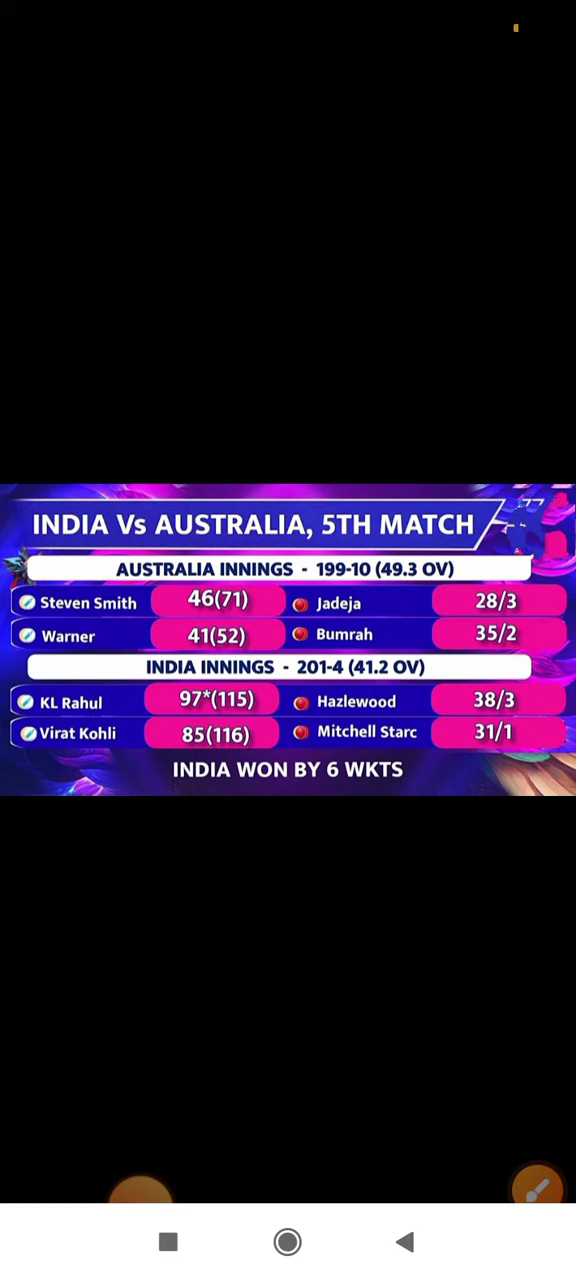 INDIA Vs AUSTRALIA, 5TH MATCH
AUSTRALIA INNINGS - 199-10 (49.3 OV)
Steven Smith 46(71) Jadeja 28/3
Warner 41(52) Bumrah 35/2
INDIA INNINGS - 201-4 (41.2 OV)
KL Rahul 97*(115) Hazlewood 38/3
Virat Kohli 85(116) Mitchell Starc 31/1
INDIA WON BY 6 WKTS